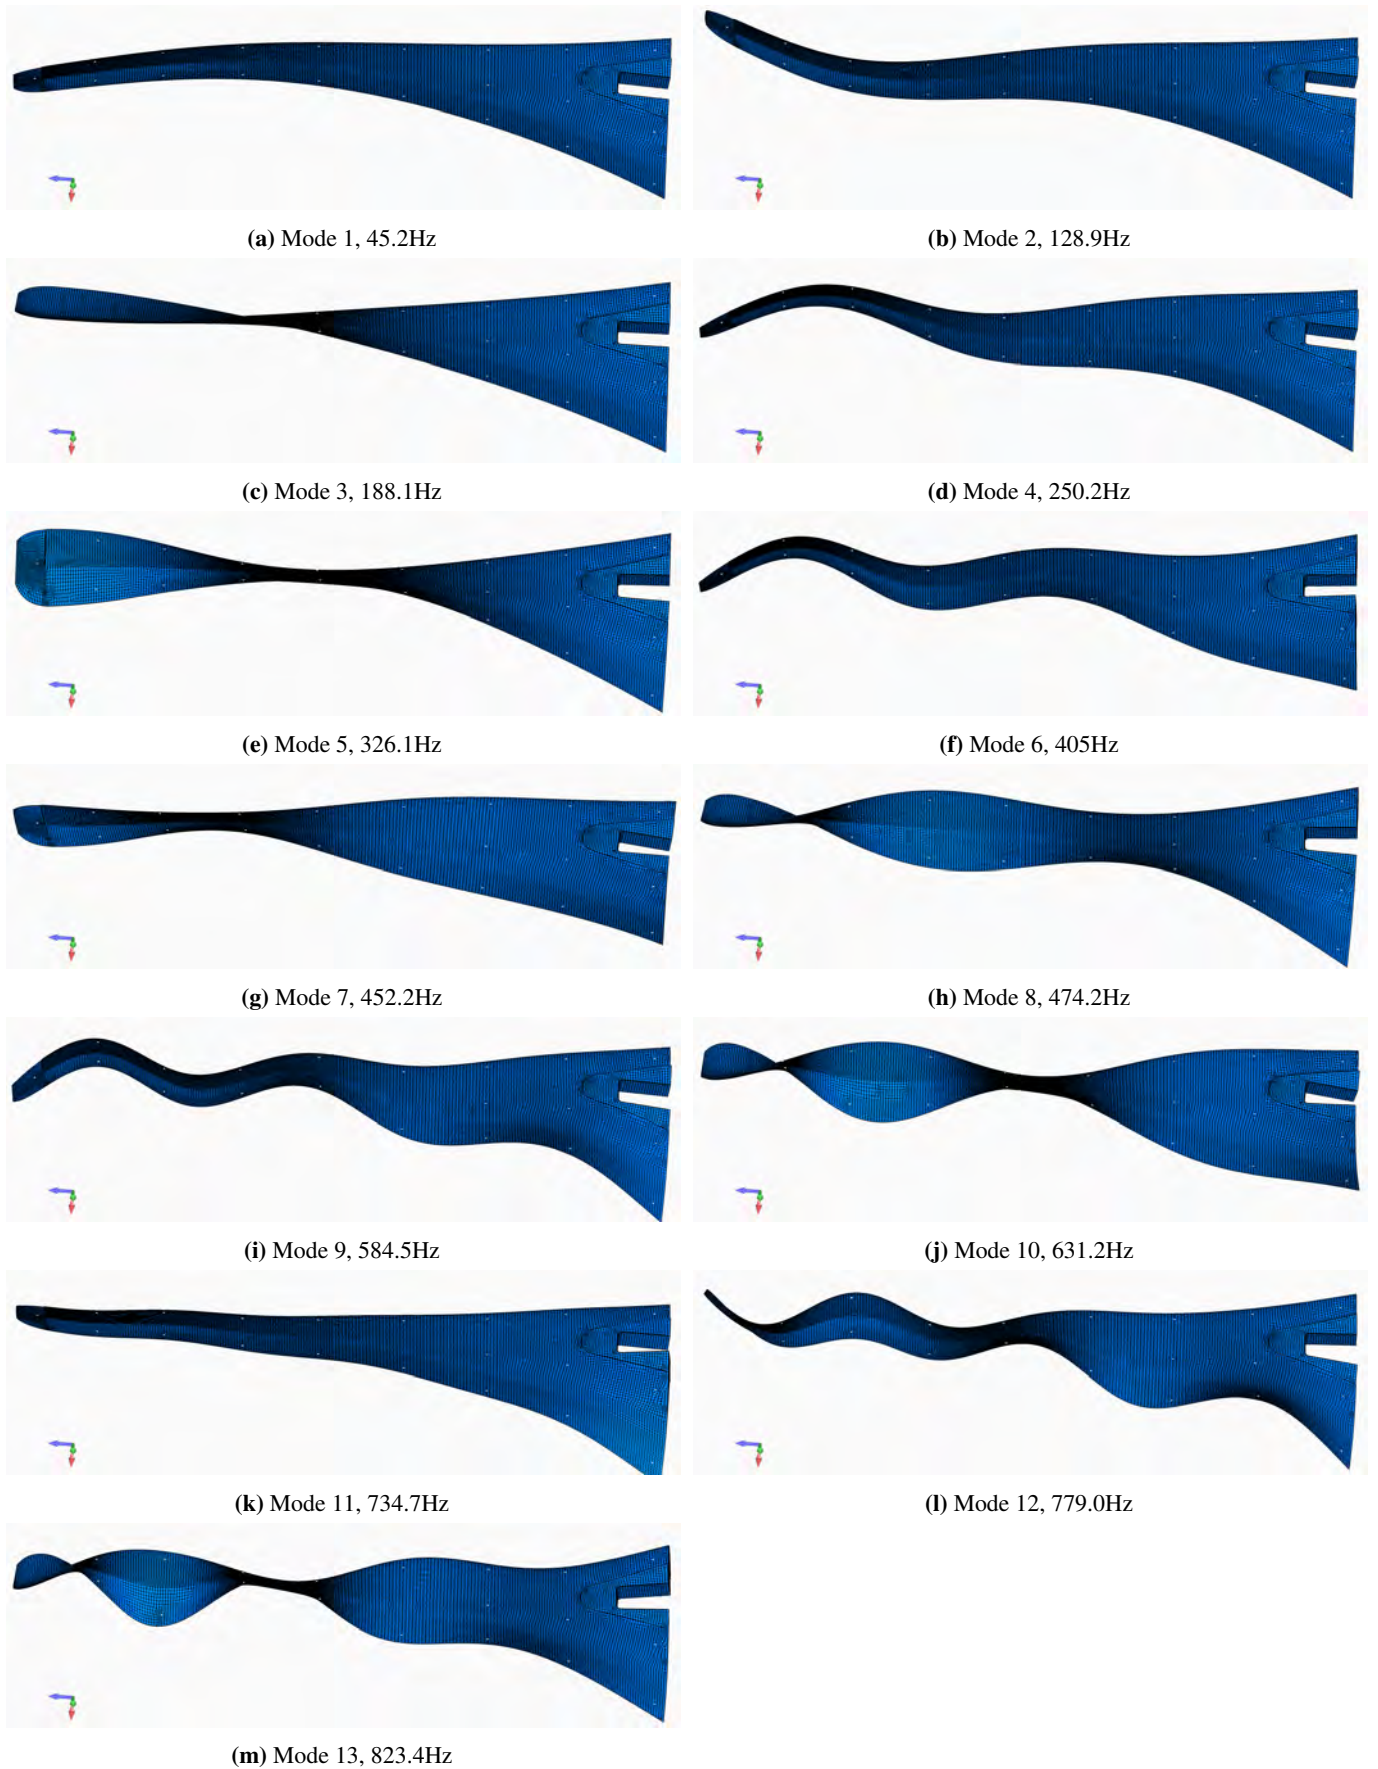 (a) Mode 1, 45.2Hz
(b) Mode 2, 128.9Hz
(c) Mode 3, 188.1Hz
(d) Mode 4, 250.2Hz
(e) Mode 5, 326.1Hz
(f) Mode 6, 405Hz
(g) Mode 7, 452.2Hz
(h) Mode 8, 474.2Hz
(i) Mode 9, 584.5Hz
(j) Mode 10, 631.2Hz
(k) Mode 11, 734.7Hz
(l) Mode 12, 779.0Hz
(m) Mode 13, 823.4Hz